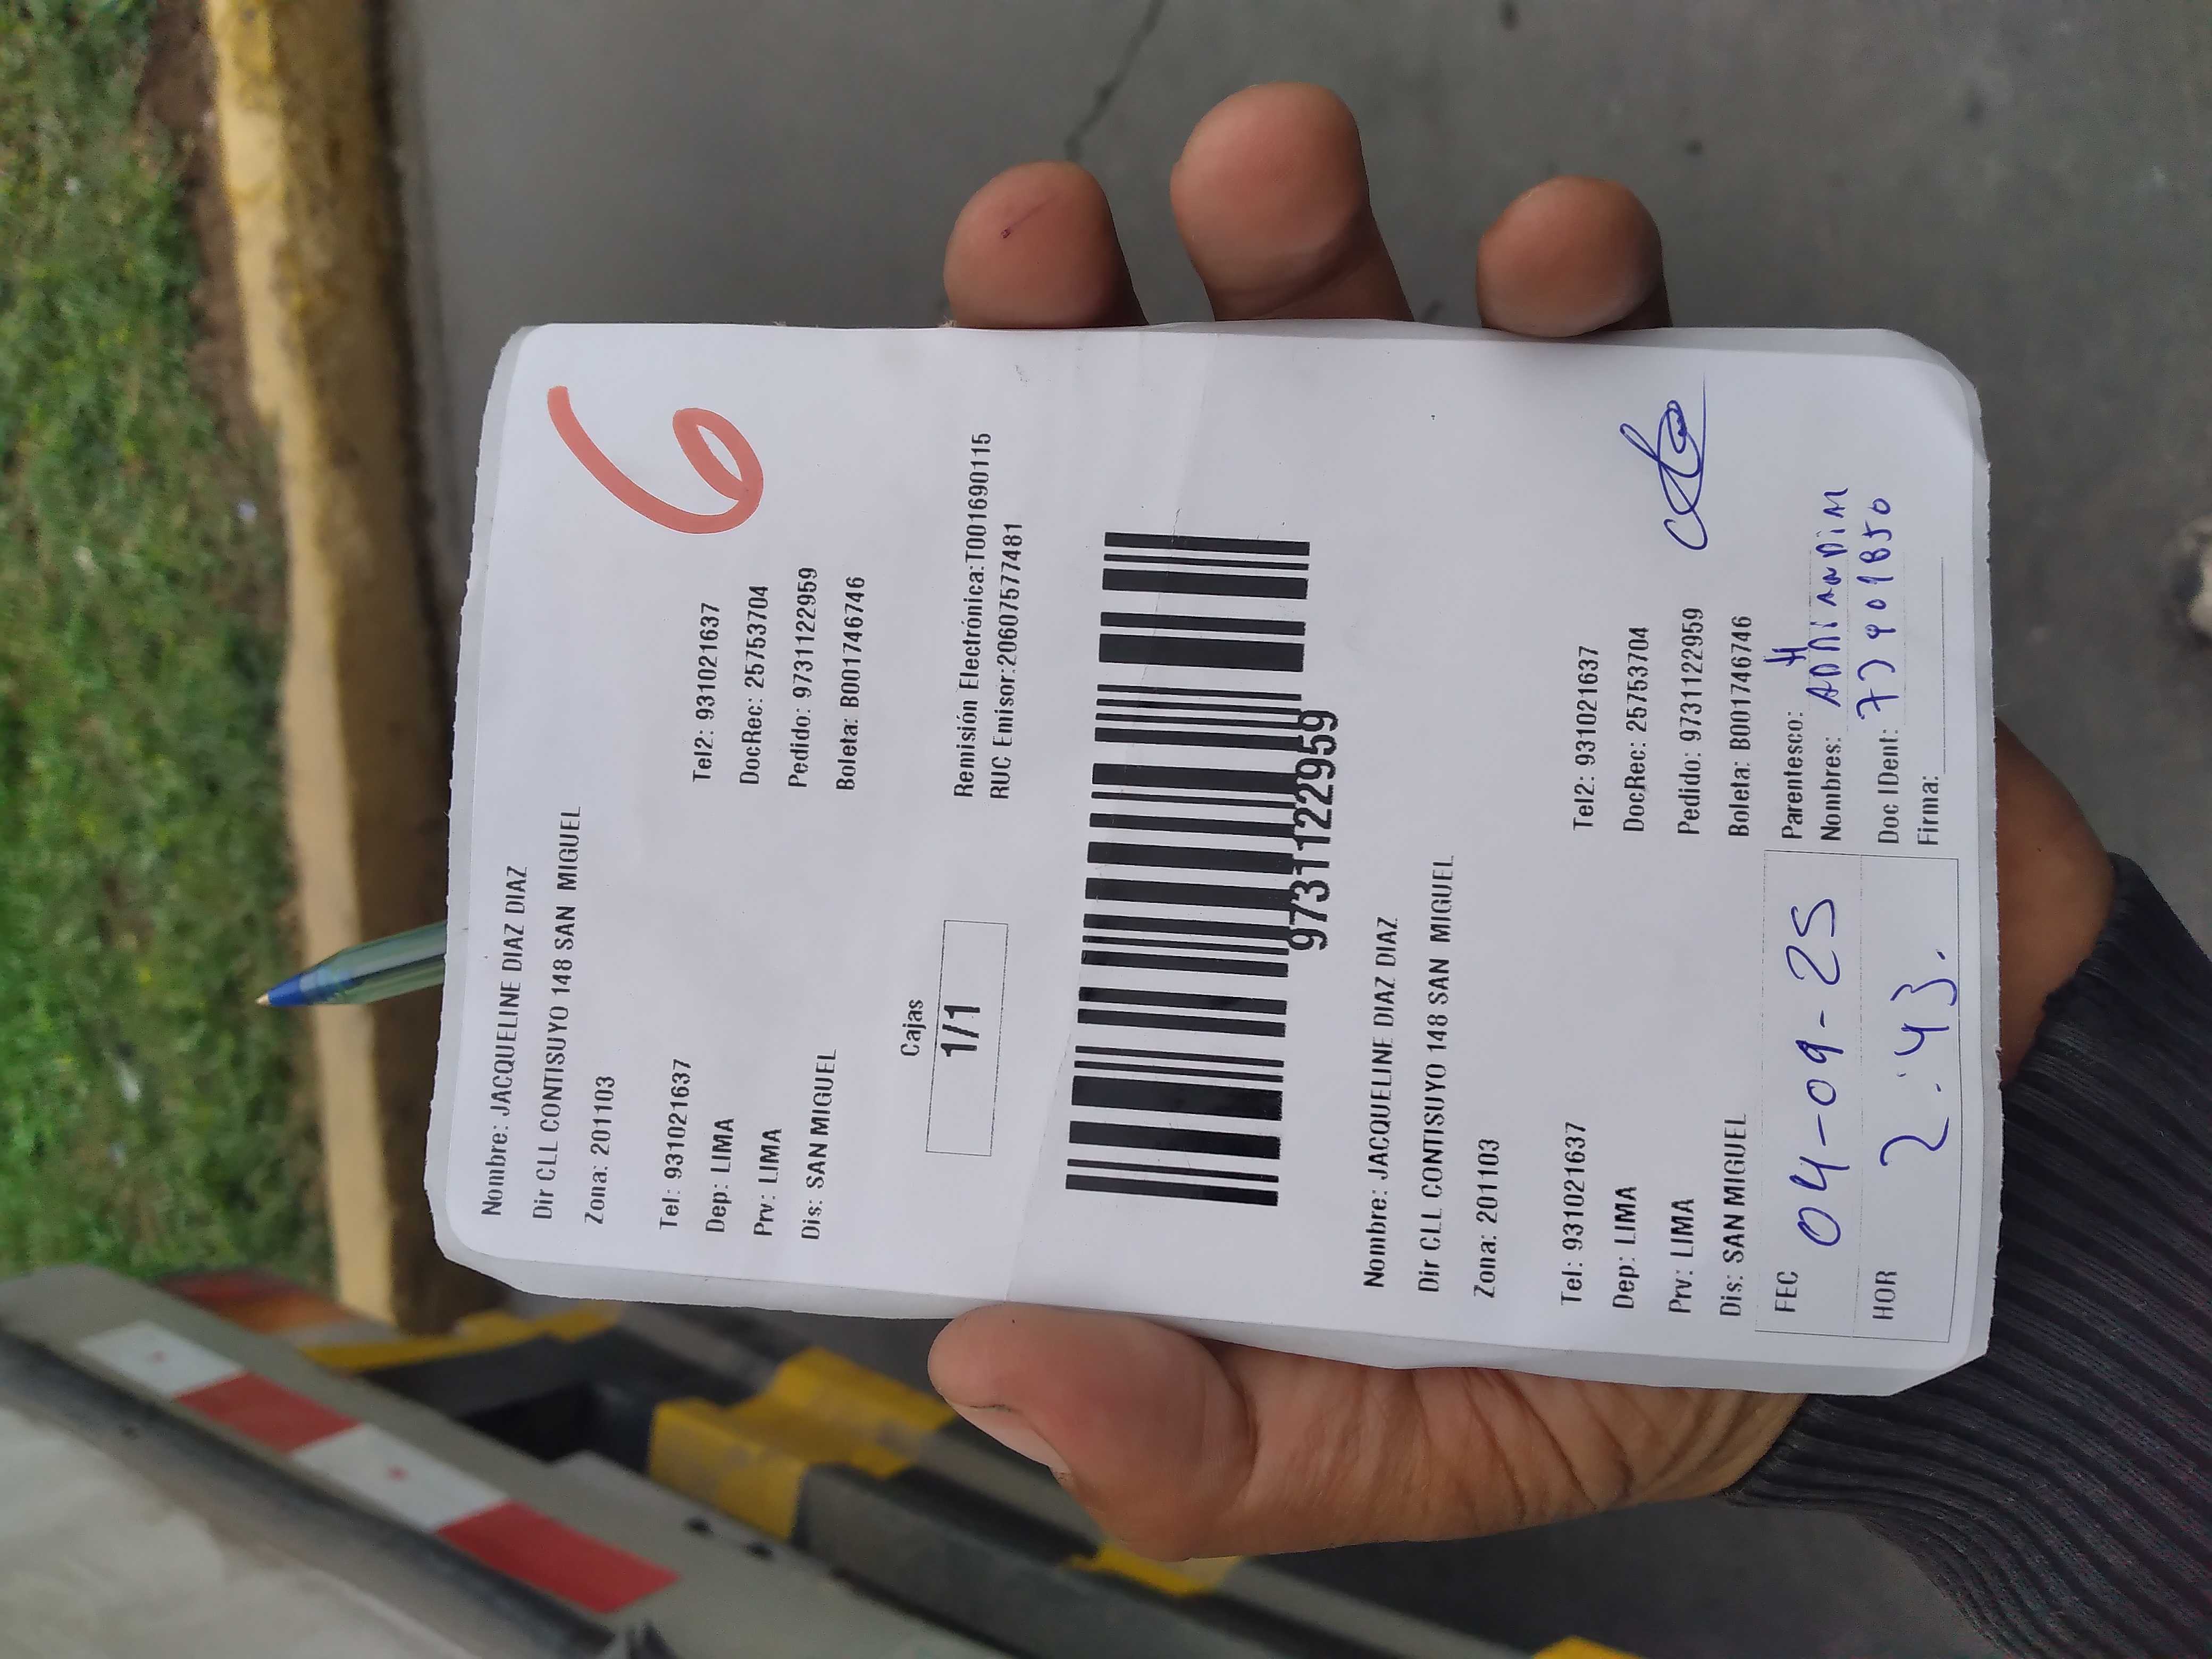 Nombre: JACQUELINE DIAZ DIAZ
Dir CLL CONTISUYO 148 SAN MIGUEL
Zona: 201103
6
Tel: 931021637 Tel2: 931021637
Dep: LIMA DocRec: 25753704
Prv: LIMA Pedido: 9731122959
Dis: SAN MIGUEL Boleta: B001746746
Cajas
1/1
Remisión Electrónica:T001690115
RUC Emisor:20607577481
9731122959
Nombre: JACQUELINE DIAZ DIAZ
Dir CLL CONTISUYO 148 SAN MIGUEL
Zona: 201103
Tel: 931021637 Tel2: 931021637
Dep: LIMA DocRec: 25753704
Prv: LIMA Pedido: 9731122959
Dis: SAN MIGUEL Boleta: B001746746
FEC 04-09-25
HOR 2:43.
Parentesco: H
Nombres:
Doc IDent:
Firma: